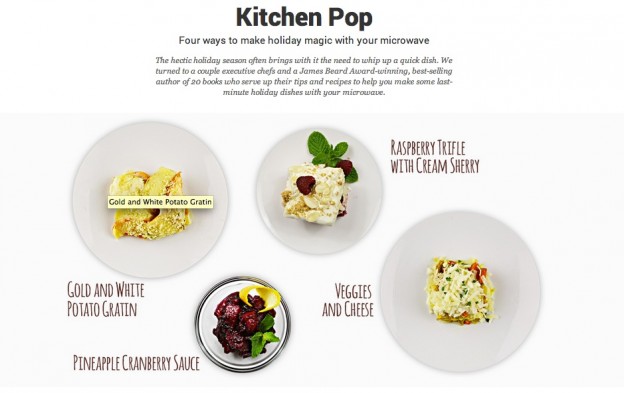 Kitchen Pop
Four ways to make holiday magic with your microwave
The hectic holiday season often brings with it the need to whip up a quick dish. We
turned to a couple executive chefs and a James Beard Award-winning, best-selling
author of 20 books who serve up their tips and recipes to help you make some last-
minute holiday dishes with your microwave.
Raspberry Trifle
with Cream Sherry
Gold and White Potato Gratin
Gold and White
Potato Gratin
Veggies
and Cheese
Pineapple Cranberry Sauce